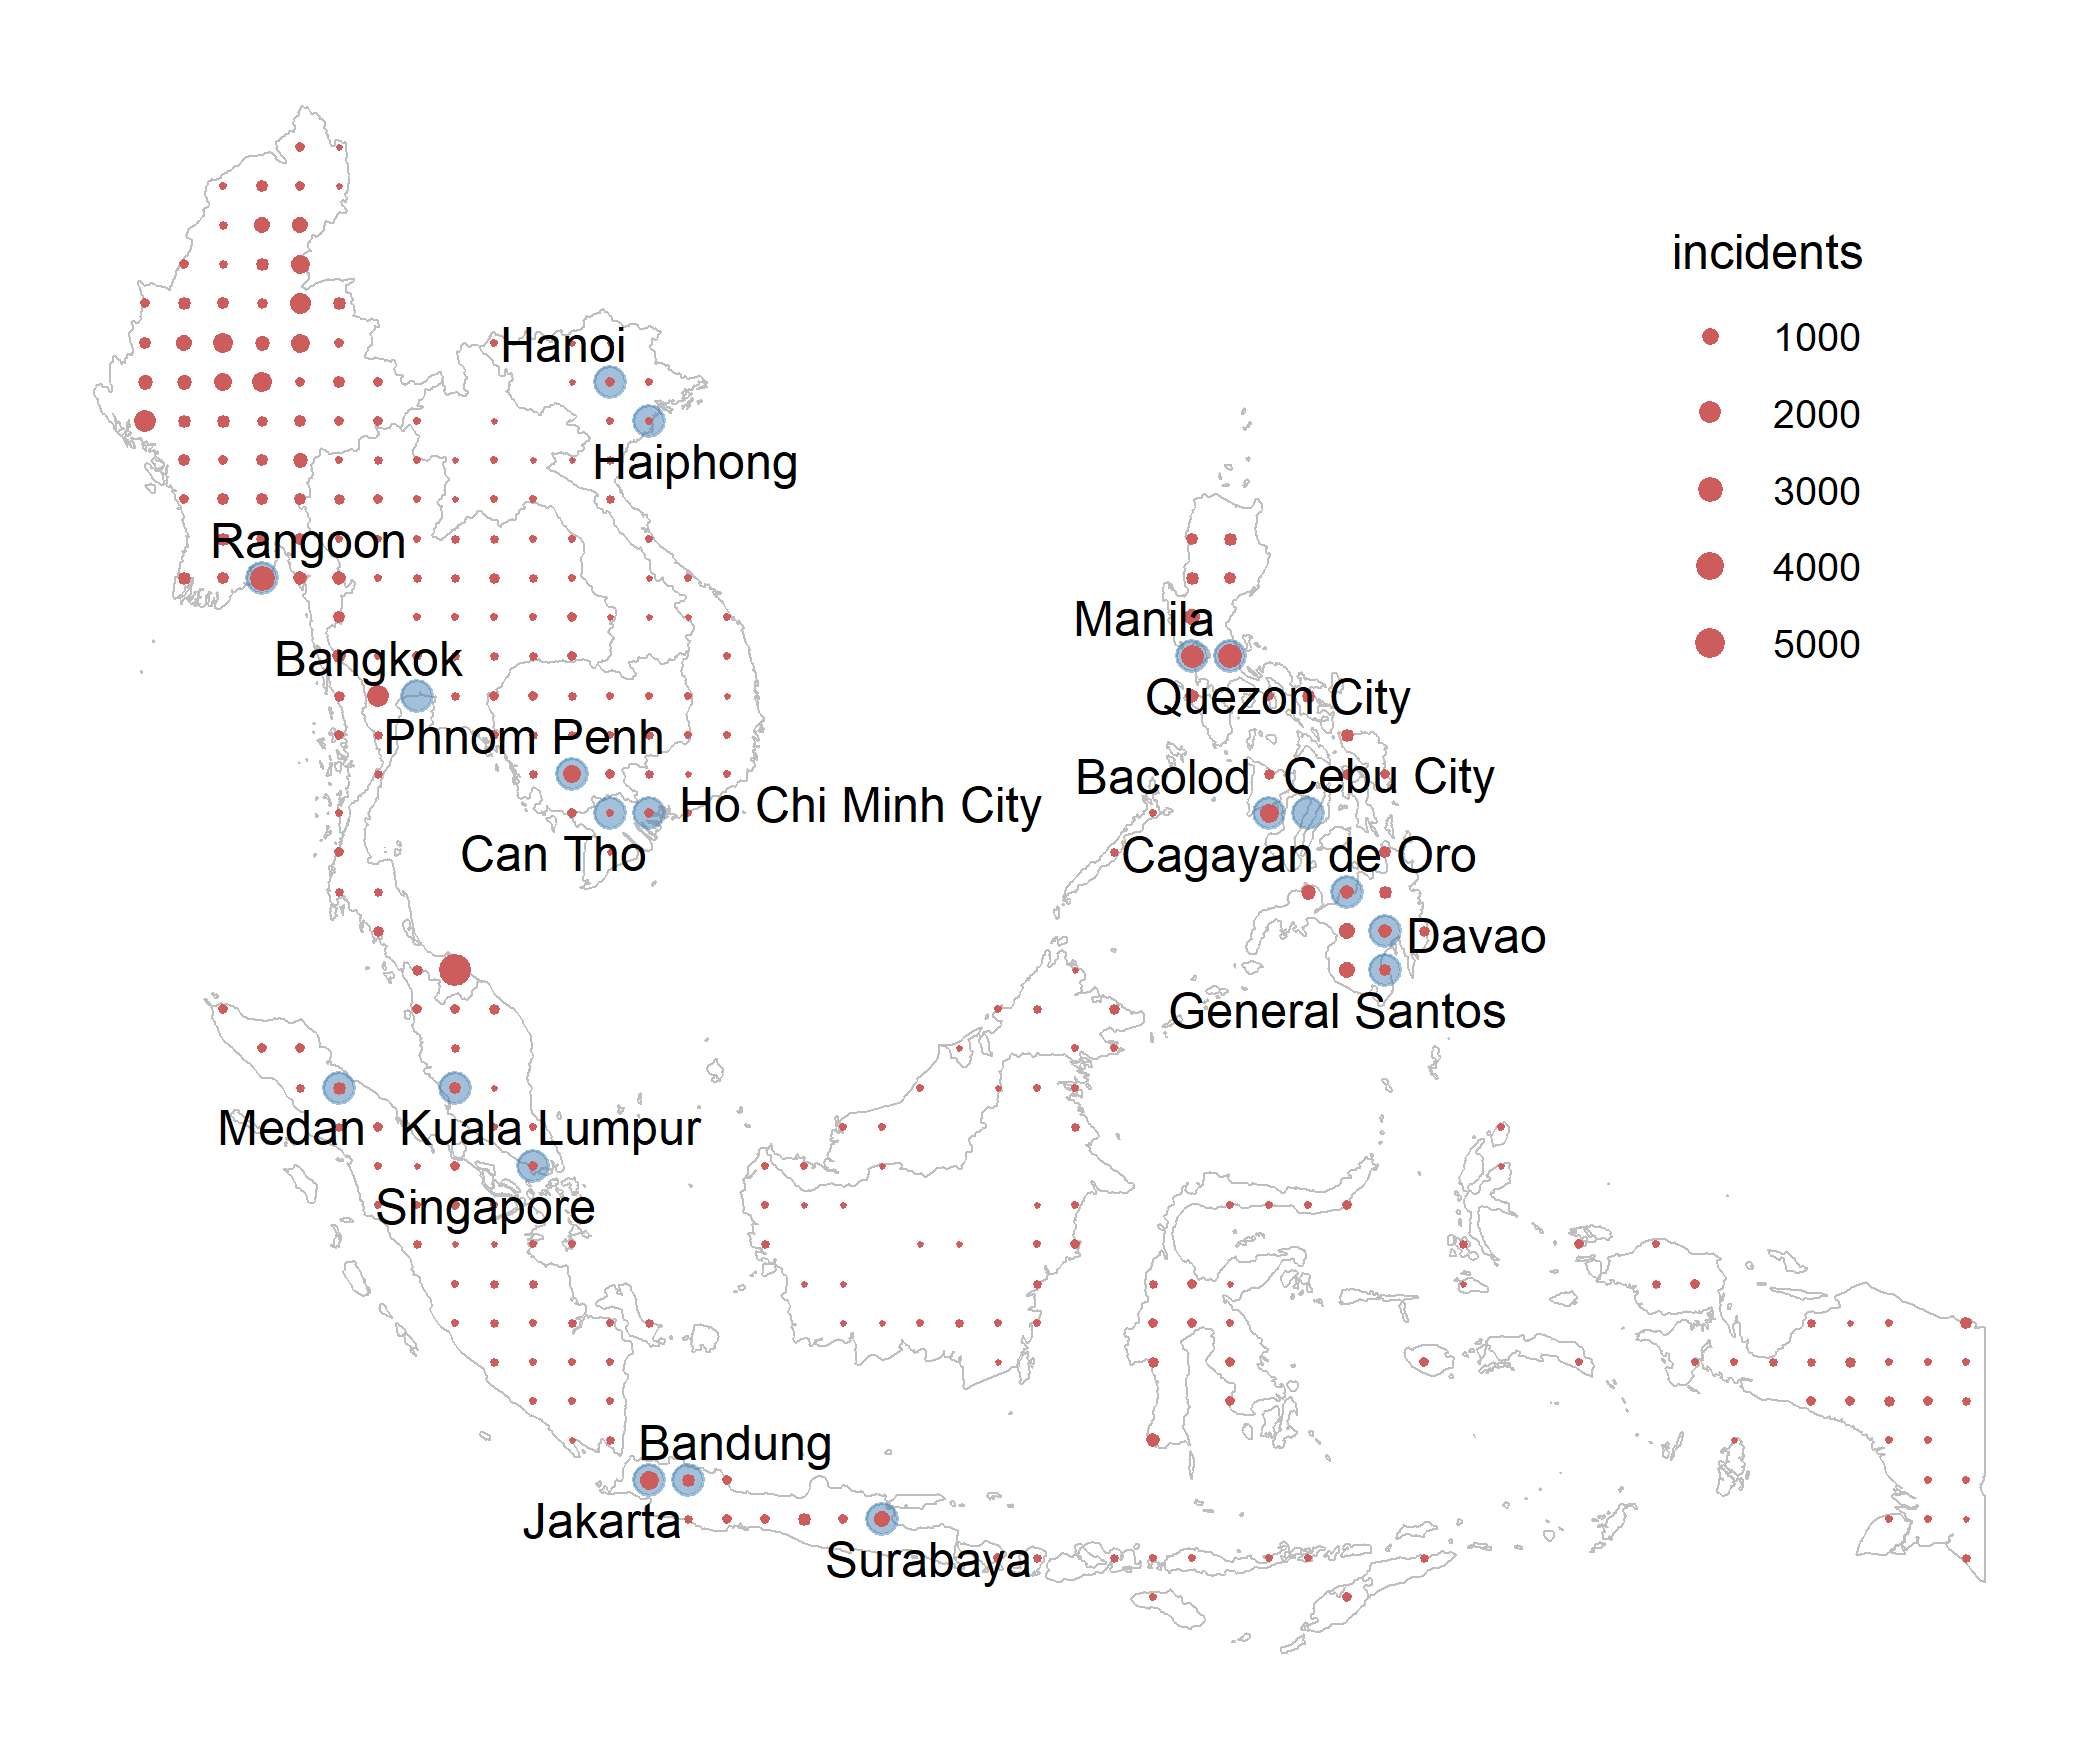 incidents
1000
2000
3000
4000
5000
Hanoi
Haiphong
Rangoon
Bangkok
Manila
Quezon City
Phnom Penh
Bacolod
Cebu City
Ho Chi Minh City
Can Tho
Cagayan de Oro
Davao
General Santos
Medan
Kuala Lumpur
Singapore
Bandung
Jakarta
Surabaya